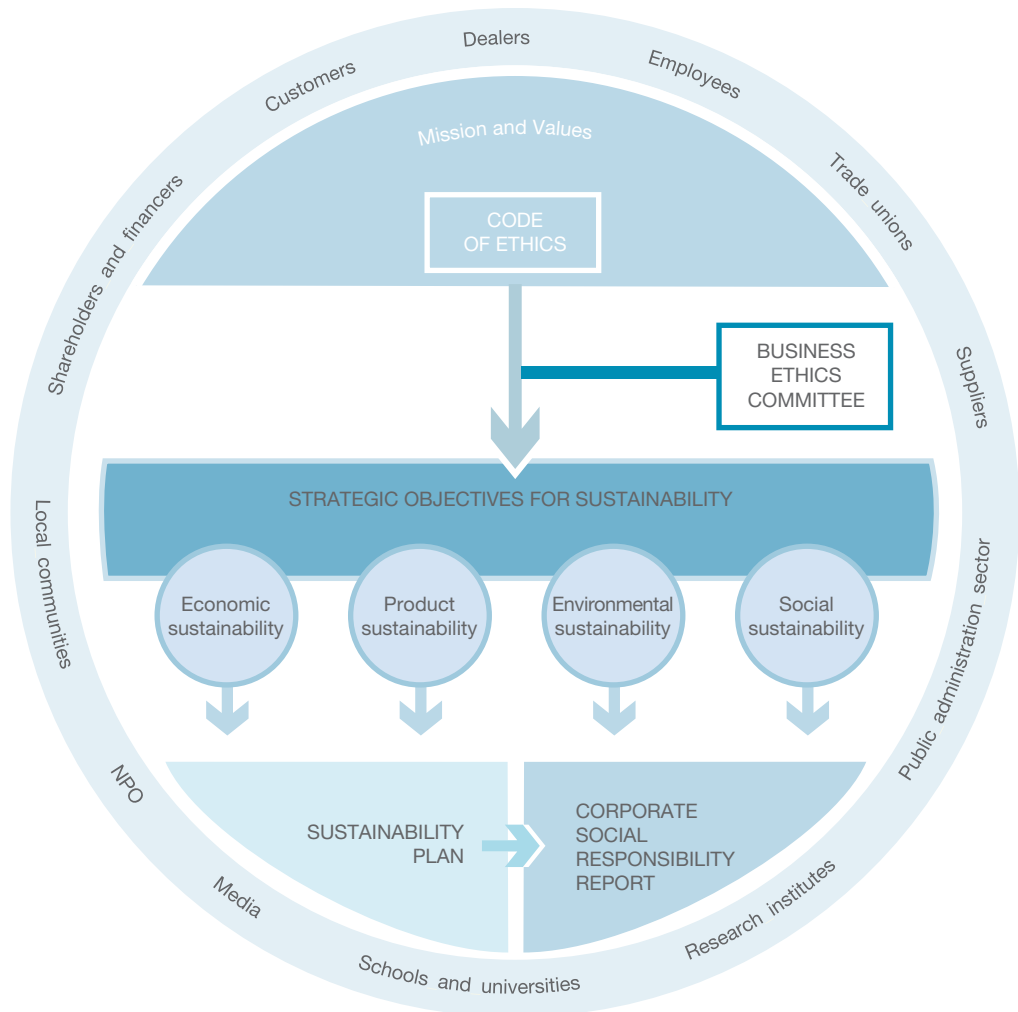 Dealers
Employees
Trade unions
Suppliers
Public administration sector
Research institutes
Schools and universities
Media
NPO
Local communities
Shareholders and financers
Customers
Mission and Values
CODE
OF ETHICS
BUSINESS
ETHICS
COMMITTEE
STRATEGIC OBJECTIVES FOR SUSTAINABILITY
Economic
sustainability
Product
sustainability
Environmental
sustainability
Social
sustainability
SUSTAINABILITY
PLAN
CORPORATE
SOCIAL
RESPONSIBILITY
REPORT